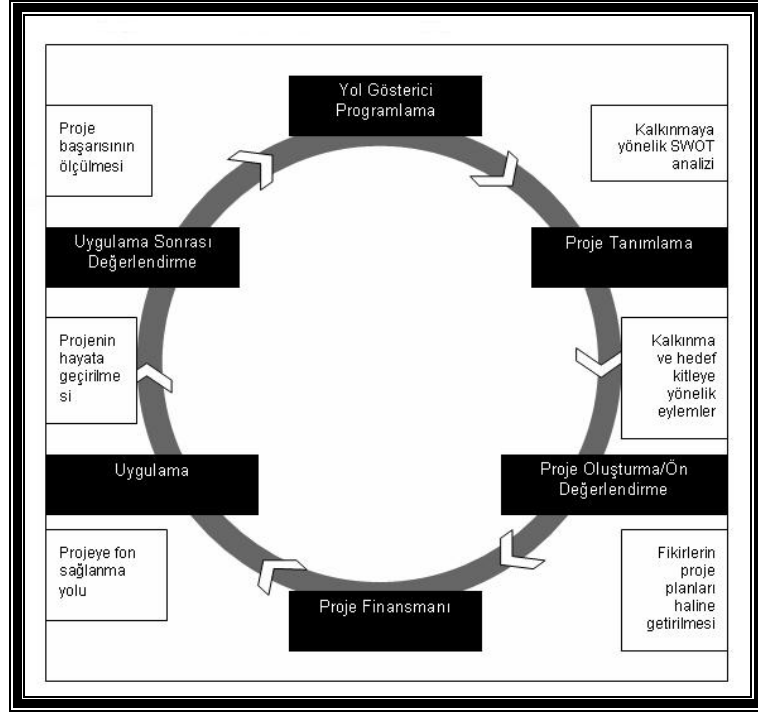 Yol Gösterici
Programlama
Proje
başarısının
ölçülmesi
Kalkınmaya
yönelik SWOT
analizi
Uygulama Sonrası
Değerlendirme
Proje Tanımlama
Projenin
hayata
geçirilme
si
Kalkınma
ve hedef
kitleye
yönelik
eylemler
Uygulama
Proje Oluşturma/Ön
Değerlendirme
Projeye fon
sağlanma
yolu
Fikirlerin
proje
planları
haline
getirilmesi
Proje Finansmanı